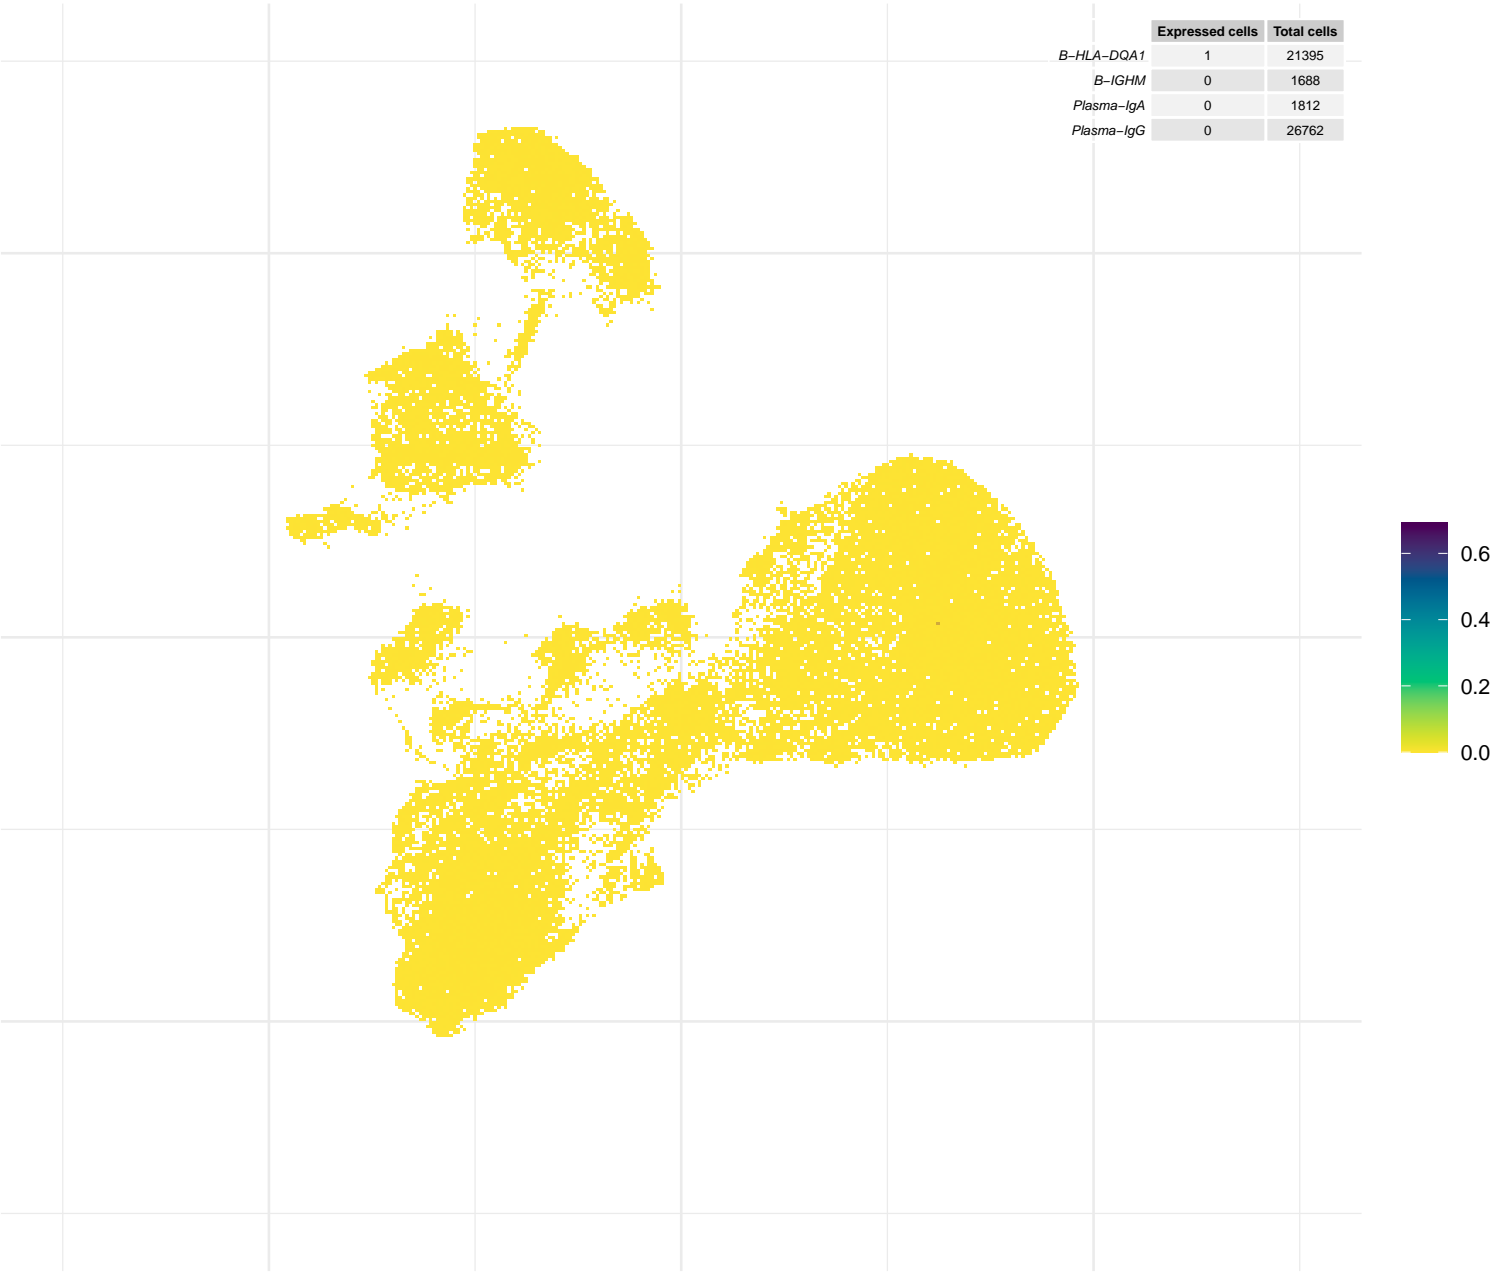 Expressed cells Total cells
B−HLA−DQA1 1 21395
B−IGHM 0 1688
Plasma−IgA 0 1812
Plasma−IgG 0 26762
0.6
0.4
0.2
0.0